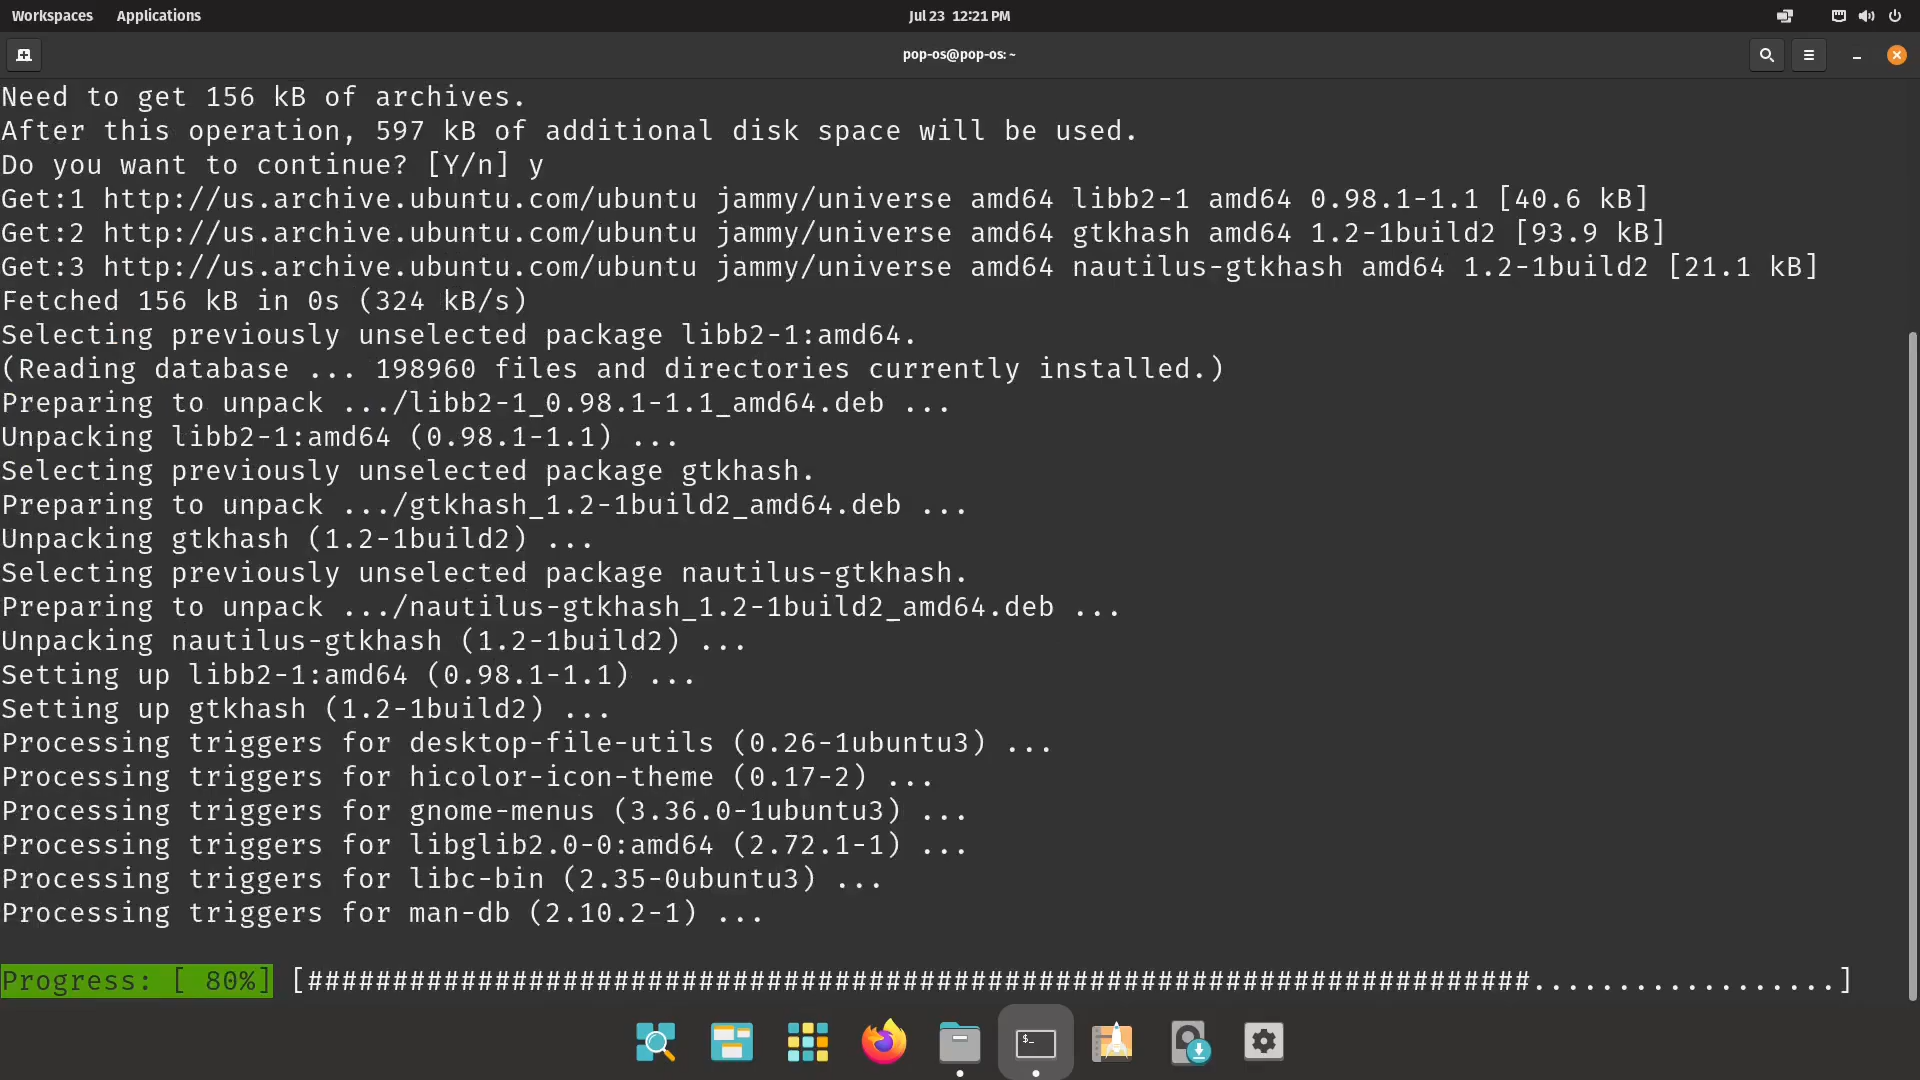 Workspaces Applications Jul 23 12:21 PM
pop-os@pop-os: ~
Need to get 156 kB of archives.
After this operation, 597 kB of additional disk space will be used.
Do you want to continue? [Y/n] y
Get:1 http://us.archive.ubuntu.com/ubuntu jammy/universe amd64 libb2-1 amd64 0.98.1-1.1 [40.6 kB]
Get:2 http://us.archive.ubuntu.com/ubuntu jammy/universe amd64 gtkhash amd64 1.2-1build2 [93.9 kB]
Get:3 http://us.archive.ubuntu.com/ubuntu jammy/universe amd64 nautilus-gtkhash amd64 1.2-1build2 [21.1 kB]
Fetched 156 kB in 0s (324 kB/s)
Selecting previously unselected package libb2-1:amd64.
(Reading database ... 198960 files and directories currently installed.)
Preparing to unpack .../libb2-1_0.98.1-1.1_amd64.deb ...
Unpacking libb2-1:amd64 (0.98.1-1.1) ...
Selecting previously unselected package gtkhash.
Preparing to unpack .../gtkhash_1.2-1build2_amd64.deb ...
Unpacking gtkhash (1.2-1build2) ...
Selecting previously unselected package nautilus-gtkhash.
Preparing to unpack .../nautilus-gtkhash_1.2-1build2_amd64.deb ...
Unpacking nautilus-gtkhash (1.2-1build2) ...
Setting up libb2-1:amd64 (0.98.1-1.1) ...
Setting up gtkhash (1.2-1build2) ...
Processing triggers for desktop-file-utils (0.26-1ubuntu3) ...
Processing triggers for hicolor-icon-theme (0.17-2) ...
Processing triggers for gnome-menus (3.36.0-1ubuntu3) ...
Processing triggers for libglib2.0-0:amd64 (2.72.1-1) ...
Processing triggers for libc-bin (2.35-0ubuntu3) ...
Processing triggers for man-db (2.10.2-1) ...
Progress: [ 80%] [########################################################################..................]
$_